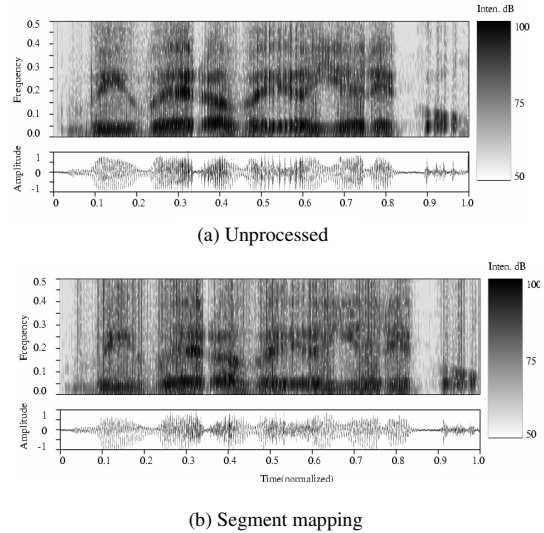 Inten. dB
100
75
50
Frequency
0.5
0.4
0.3
0.2
0.1
0.0
Amplitude
1
0
-1
0 0.1 0.2 0.3 0.4 0.5 0.6 0.7 0.8 0.9 1.0
(a) Unprocessed
Inten. dB
100
75
50
Frequency
0.5
0.4
0.3
0.2
0.1
0.0
Amplitude
1
0
-1
0 0.1 0.2 0.3 0.4 0.5 0.6 0.7 0.8 0.9 1.0
Time(normalized)
(b) Segment mapping